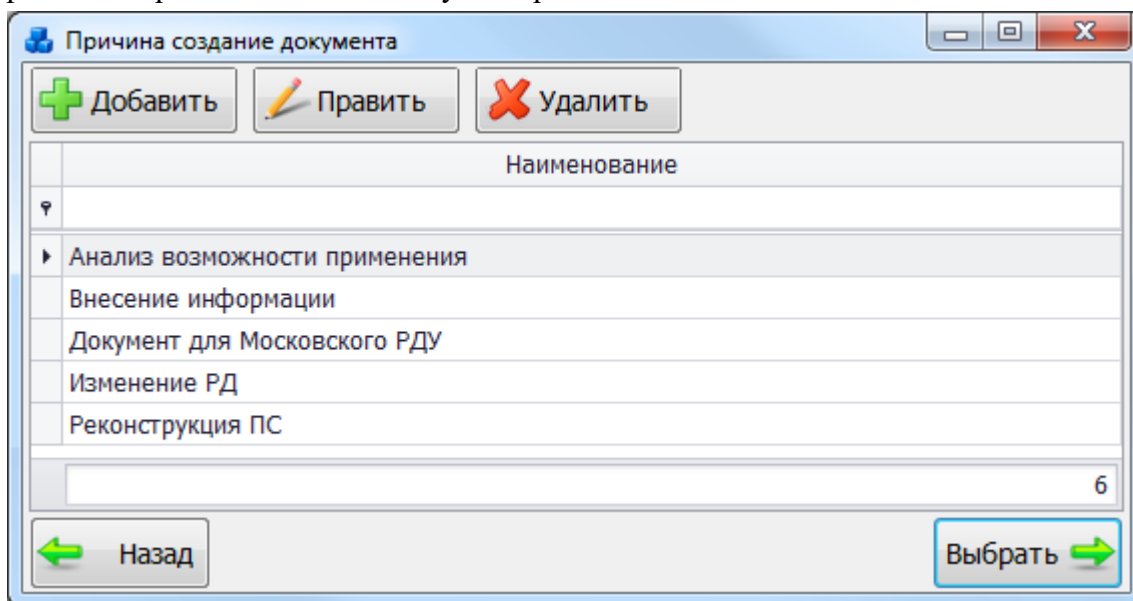 Причина создание документа
Добавить Править Удалить
Наименование
Анализ возможности применения
Внесение информации
Документ для Московского РДУ
Изменение РД
Реконструкция ПС
6
Назад Выбрать